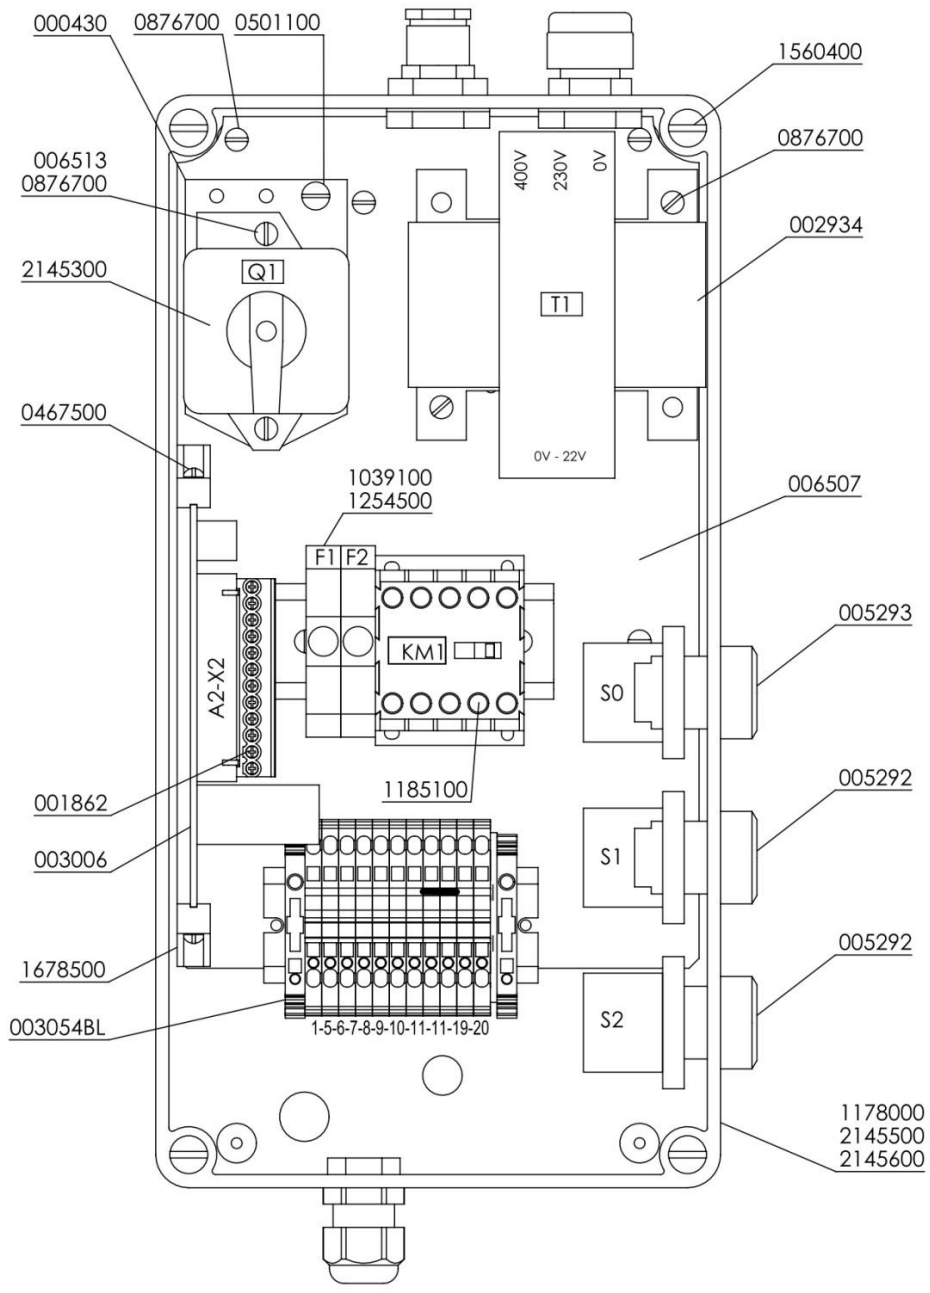 000430 0876700 0501100
1560400
006513
0876700
0876700
400V 230V 0V
002934
2145300
Q1
T1
0467500
0V - 22V
1039100
1254500
006507
F1 F2
005293
A2-X2
KM1
S0
1185100
001862
005292
003006
S1
005292
1678500
003054BL
S2
1-5-6-7-8-9-10-11-11-19-20
1178000
2145500
2145600